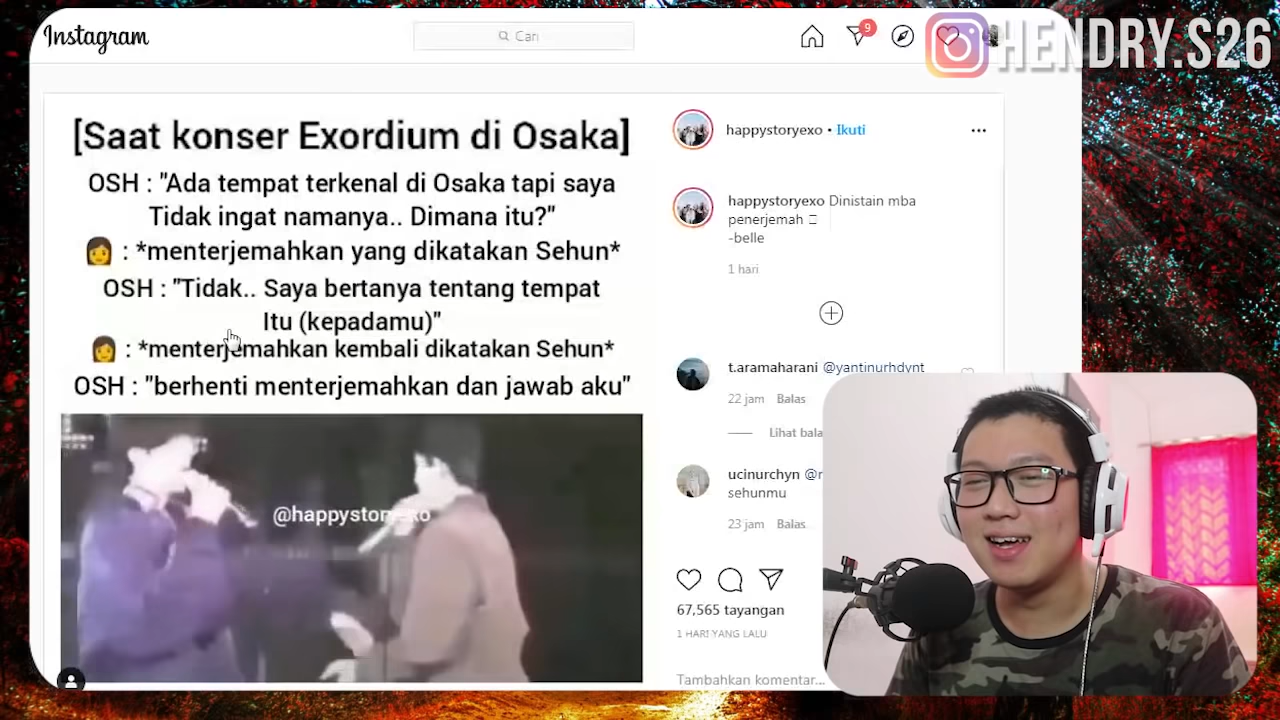 Instagram
Cari
9
HENDRY.S26
[Saat konser Exordium di Osaka]
OSH : "Ada tempat terkenal di Osaka tapi saya
Tidak ingat namanya.. Dimana itu?"
: *menterjemahkan yang dikatakan Sehun*
OSH : "Tidak.. Saya bertanya tentang tempat
Itu (kepadamu)"
: *menterjemahkan kembali dikatakan Sehun*
OSH : "berhenti menterjemahkan dan jawab aku"
@happystoryexo
happystoryexo • Ikuti
happystoryexo Dinistain mba
penerjemah
-belle
1 hari
t.aramaharani @yantinurhdynt
22 jam Balas
Lihat bala
ucinurchyn @r
sehunmu
23 jam Balas
67,565 tayangan
1 HARI YANG LALU
Tambahkan komentar...